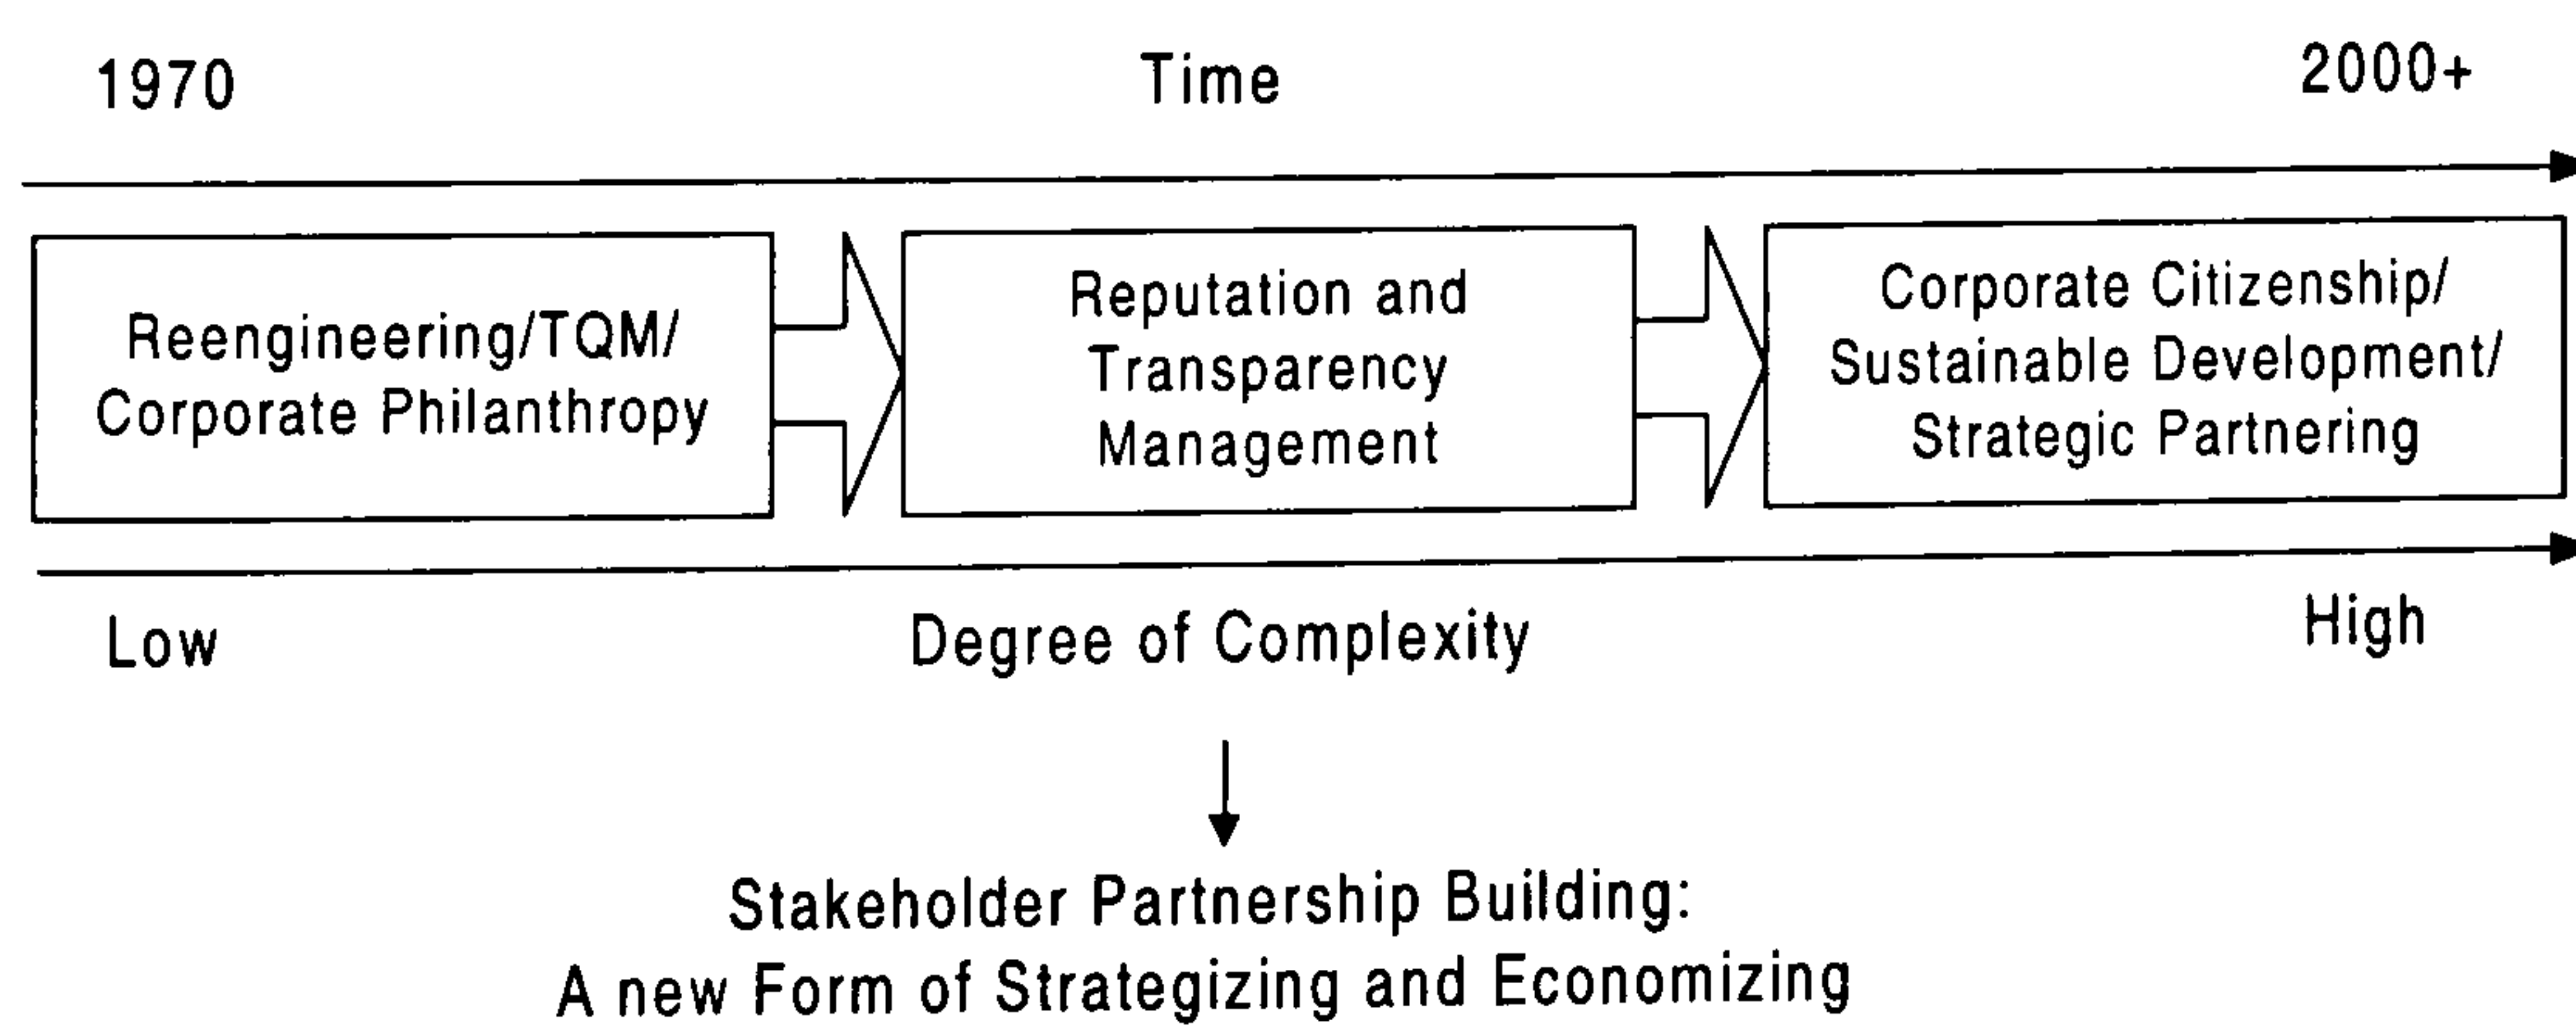 1970 Time 2000+
Reengineering/TQM/
Corporate Philanthropy
Reputation and
Transparency
Management
Corporate Citizenship/
Sustainable Development/
Strategic Partnering
Low Degree of Complexity High
Stakeholder Partnership Building:
A new Form of Strategizing and Economizing